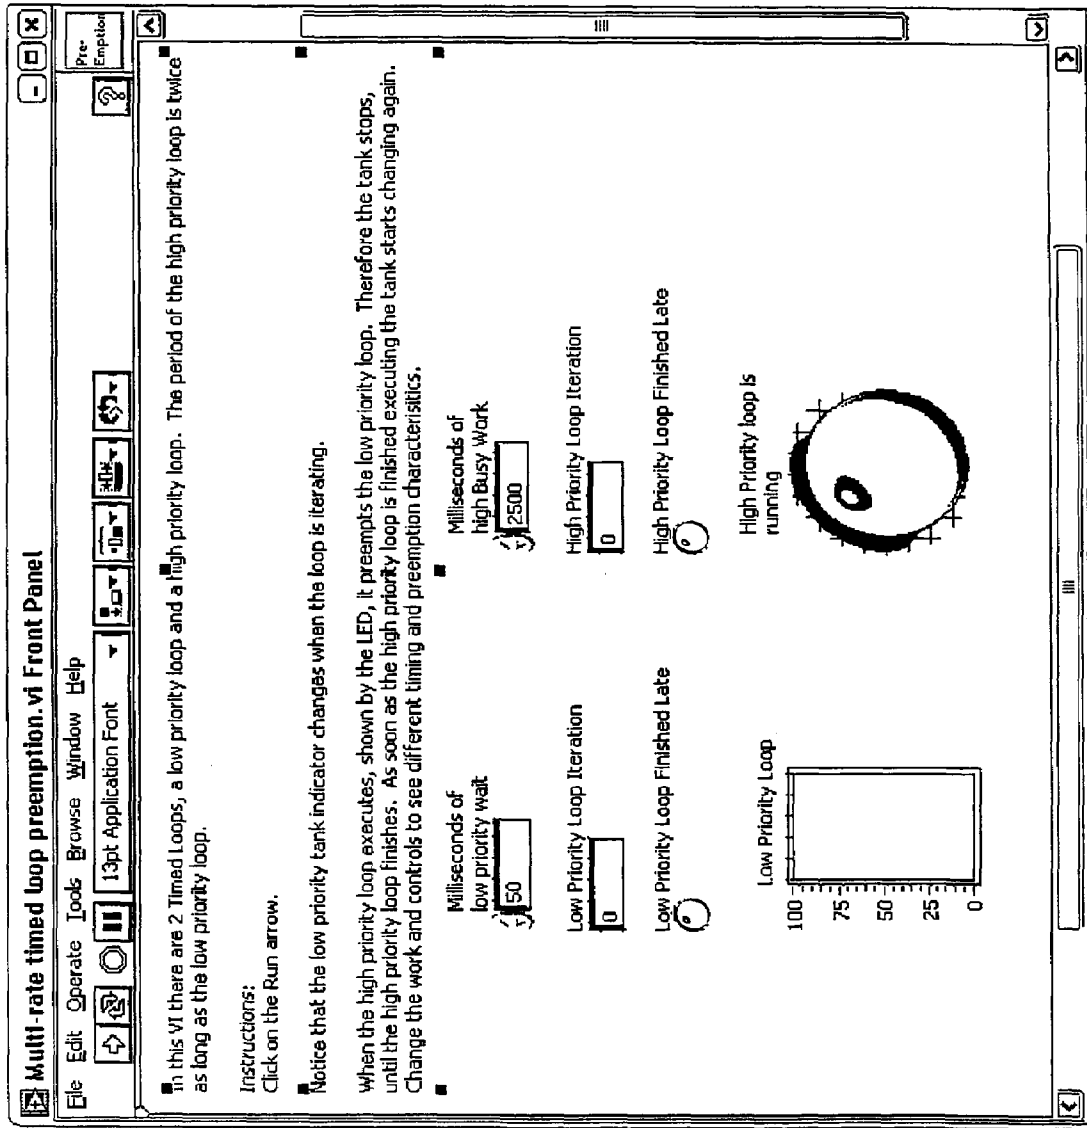 Multi-rate timed loop preemption.vi Front Panel
File Edit Operate Tools Browse Window Help
13pt Application Font
Pre-
Emption
In this VI there are 2 Timed Loops, a low priority loop and a high priority loop. The period of the high priority loop is twice
as long as the low priority loop.
Instructions:
Click on the Run arrow.
Notice that the low priority tank indicator changes when the loop is iterating.
When the high priority loop executes, shown by the LED, it preempts the low priority loop. Therefore the tank stops,
until the high priority loop finishes. As soon as the high priority loop is finished executing the tank starts changing again.
Change the work and controls to see different timing and preemption characterisitics.
Milliseconds of
low priority wait
50
Milliseconds of
high Busy Work
2500
Low Priority Loop Iteration
0
High Priority Loop Iteration
0
Low Priority Loop Finished Late
High Priority Loop Finished Late
Low Priority Loop
100
75
50
25
0
High Priority loop is
running